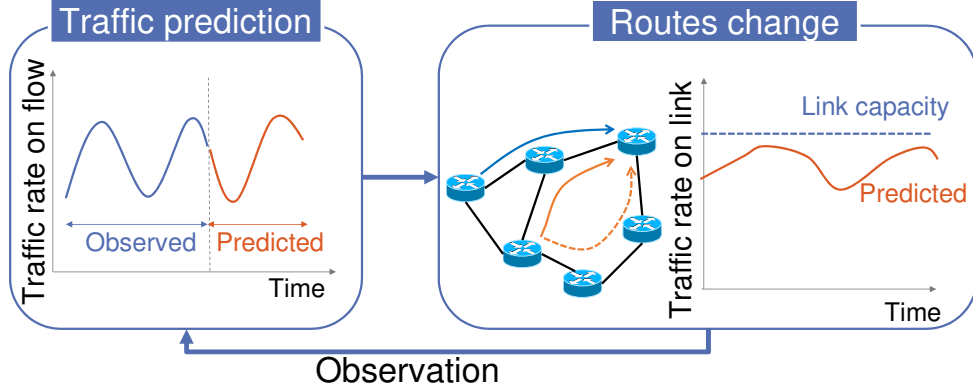 Traffic prediction
Traffic rate on flow
Observed
Predicted
Time
Routes change
Traffic rate on link
Link capacity
Predicted
Time
Observation